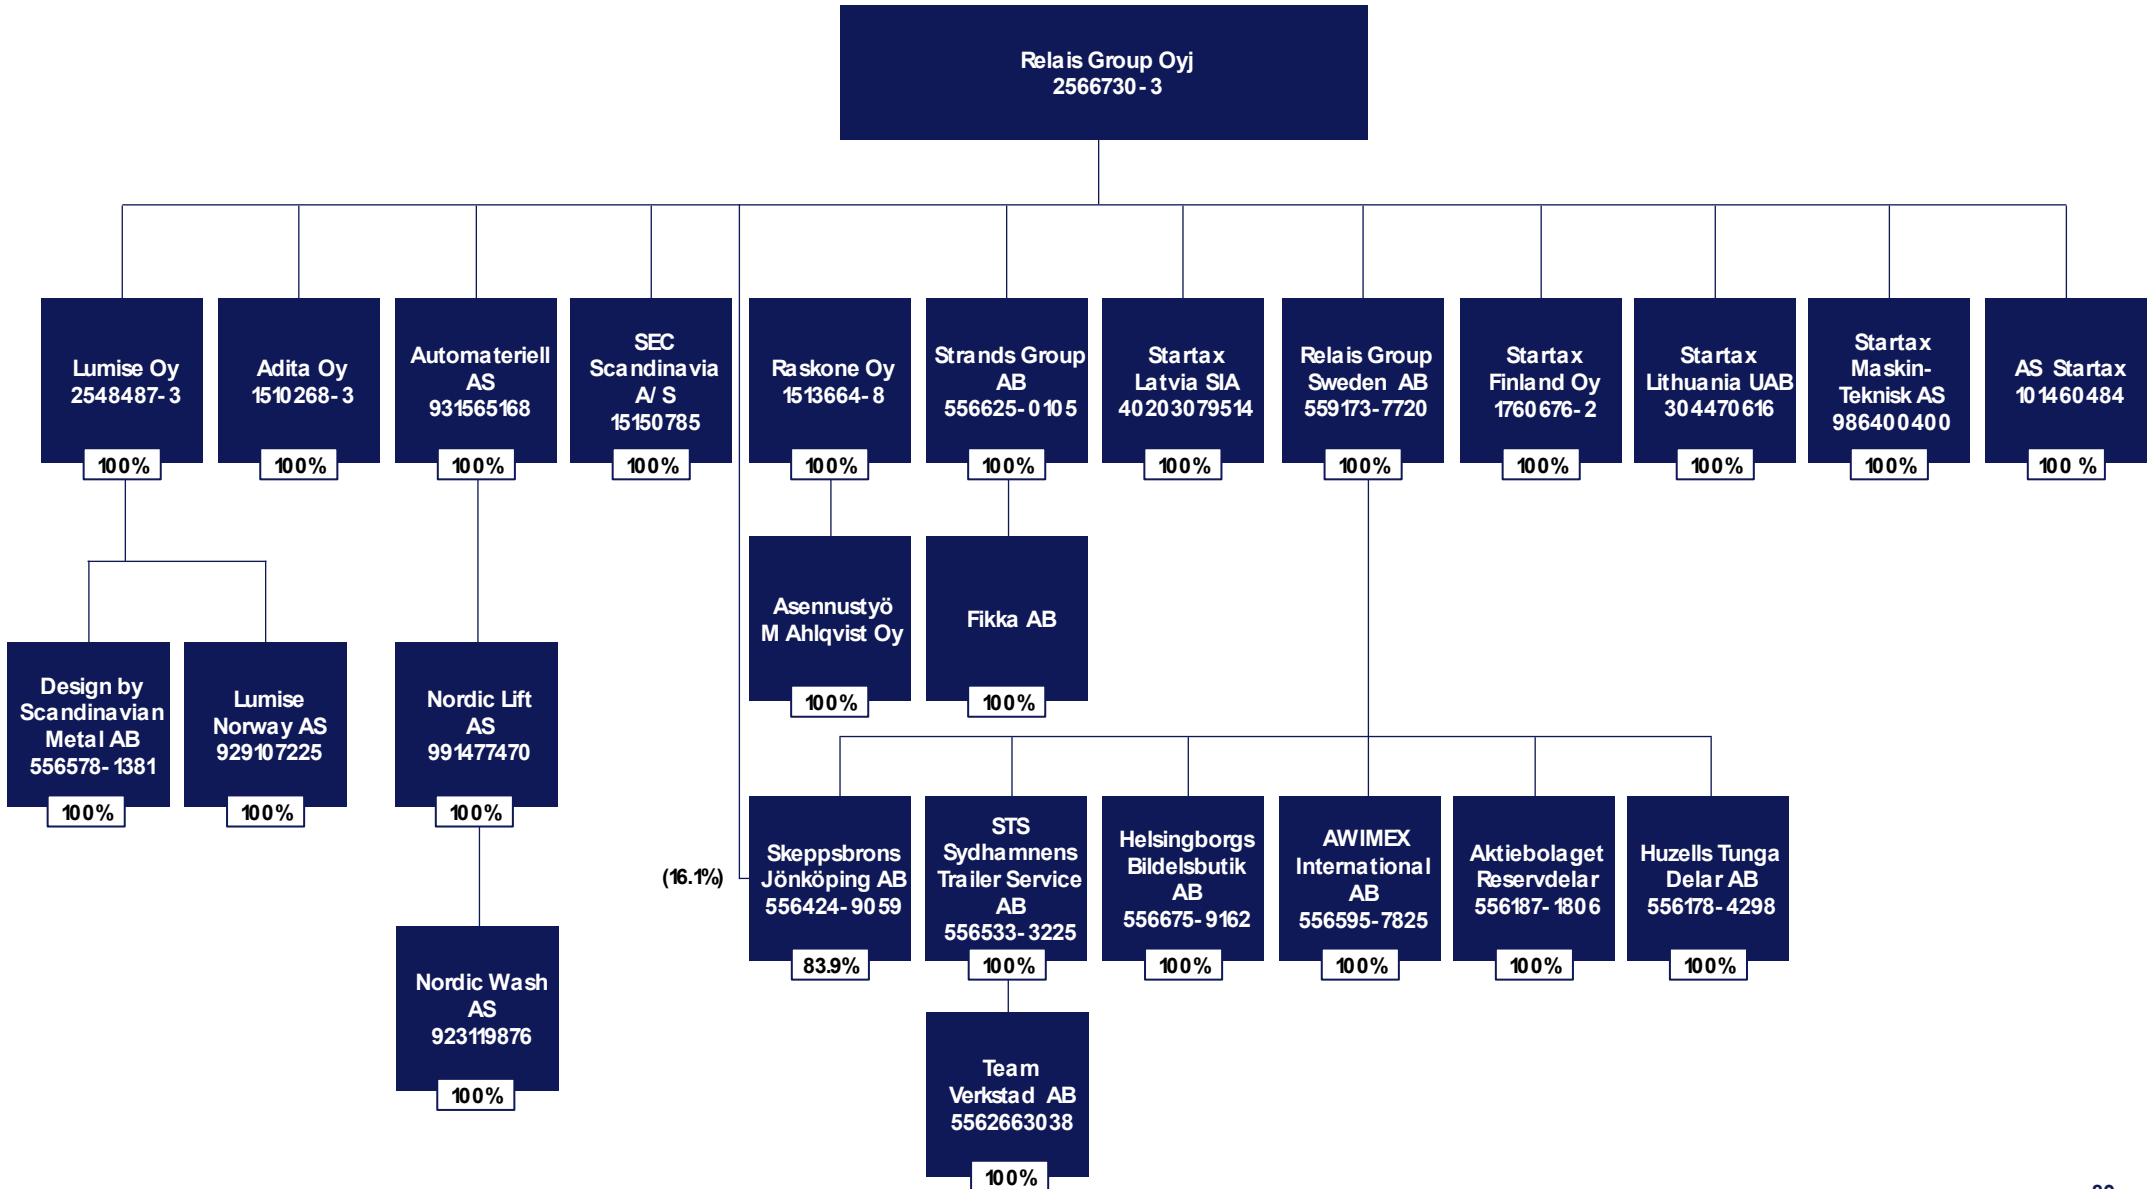 Relais Group Oyj
2566730-3
Lumise Oy
2548487-3
100%
Adita Oy
1510268-3
100%
Automateriell
AS
931565168
100%
SEC
Scandinavia
A/S
15150785
100%
Raskone Oy
1513664-8
100%
Strands Group
AB
556625-0105
100%
Startax
Latvia SIA
40203079514
100%
Relais Group
Sweden AB
559173-7720
100%
Startax
Finland Oy
1760676-2
100%
Startax
Lithuania UAB
304470616
100%
Startax
Maskin-
Teknisk AS
986400400
100%
AS Startax
101460484
100 %
Asennustyö
M Ahlqvist Oy
100%
Fikka AB
100%
Design by
Scandinavian
Metal AB
556578-1381
100%
Lumise
Norway AS
929107225
100%
Nordic Lift
AS
991477470
100%
(16.1%)
Skeppsbrons
Jönköping AB
556424-9059
83.9%
STS
Sydhamnens
Trailer Service
AB
556533-3225
100%
Helsingborgs
Bildelsbutik
AB
556675-9162
100%
AWIMEX
International
AB
556595-7825
100%
Aktiebolaget
Reservdelar
556187-1806
100%
Huzells Tunga
Delar AB
556178-4298
100%
Nordic Wash
AS
923119876
100%
Team
Verkstad AB
5562663038
100%